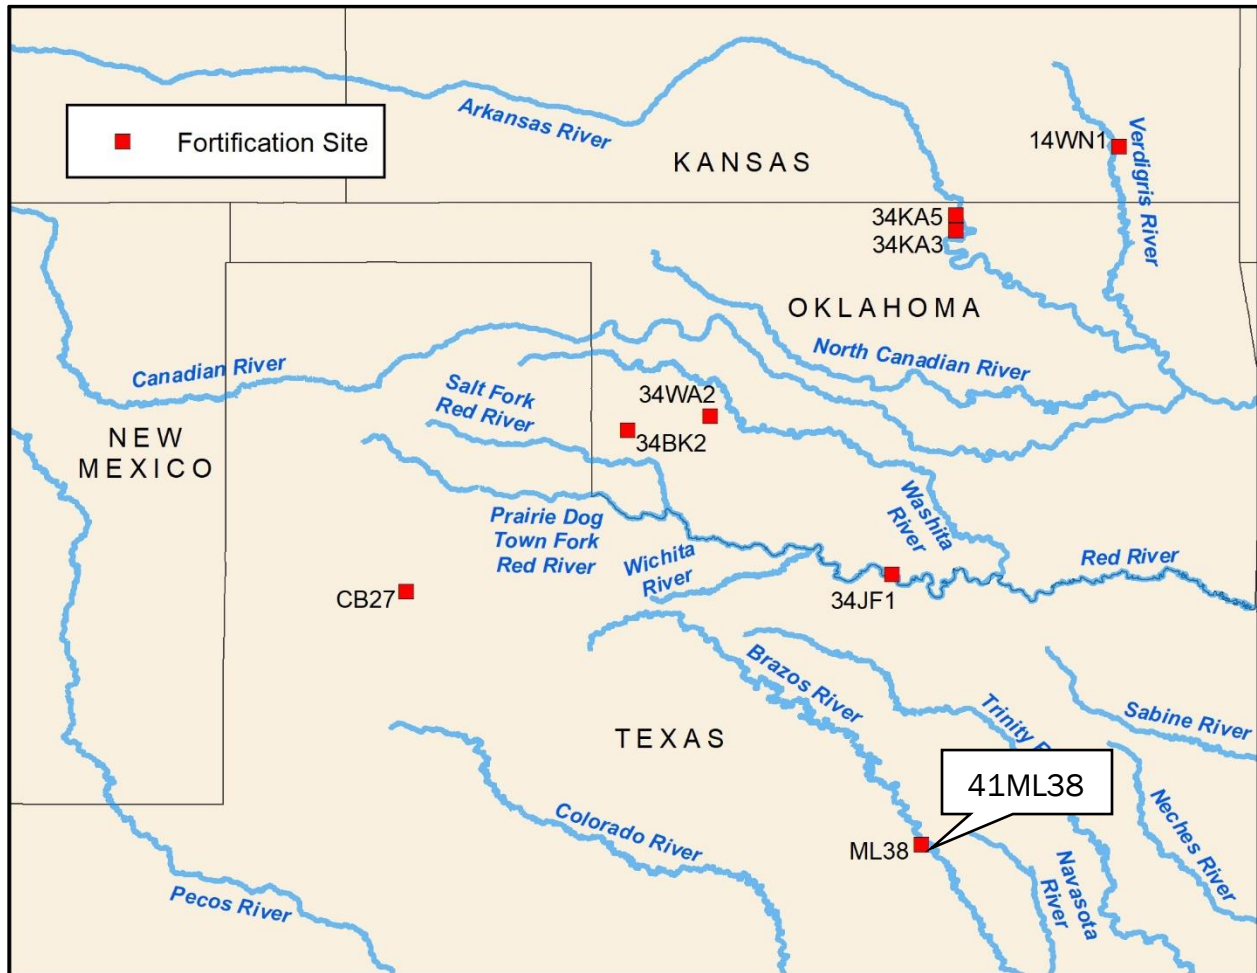 Arkansas River
Fortification Site
KANSAS
14WN1
Verdigris River
34KA5
34KA3
OKLAHOMA
North Canadian River
Canadian River
Salt Fork
Red River
34WA2
34BK2
NEW
MEXICO
Prairie Dog
Town Fork
Red River
Wichita
River
Washita
River
Red River
CB27
34JF1
Brazos River
Trinity
Sabine River
TEXAS
41ML38
Neches River
Colorado River
ML38
Navasota
River
Pecos River